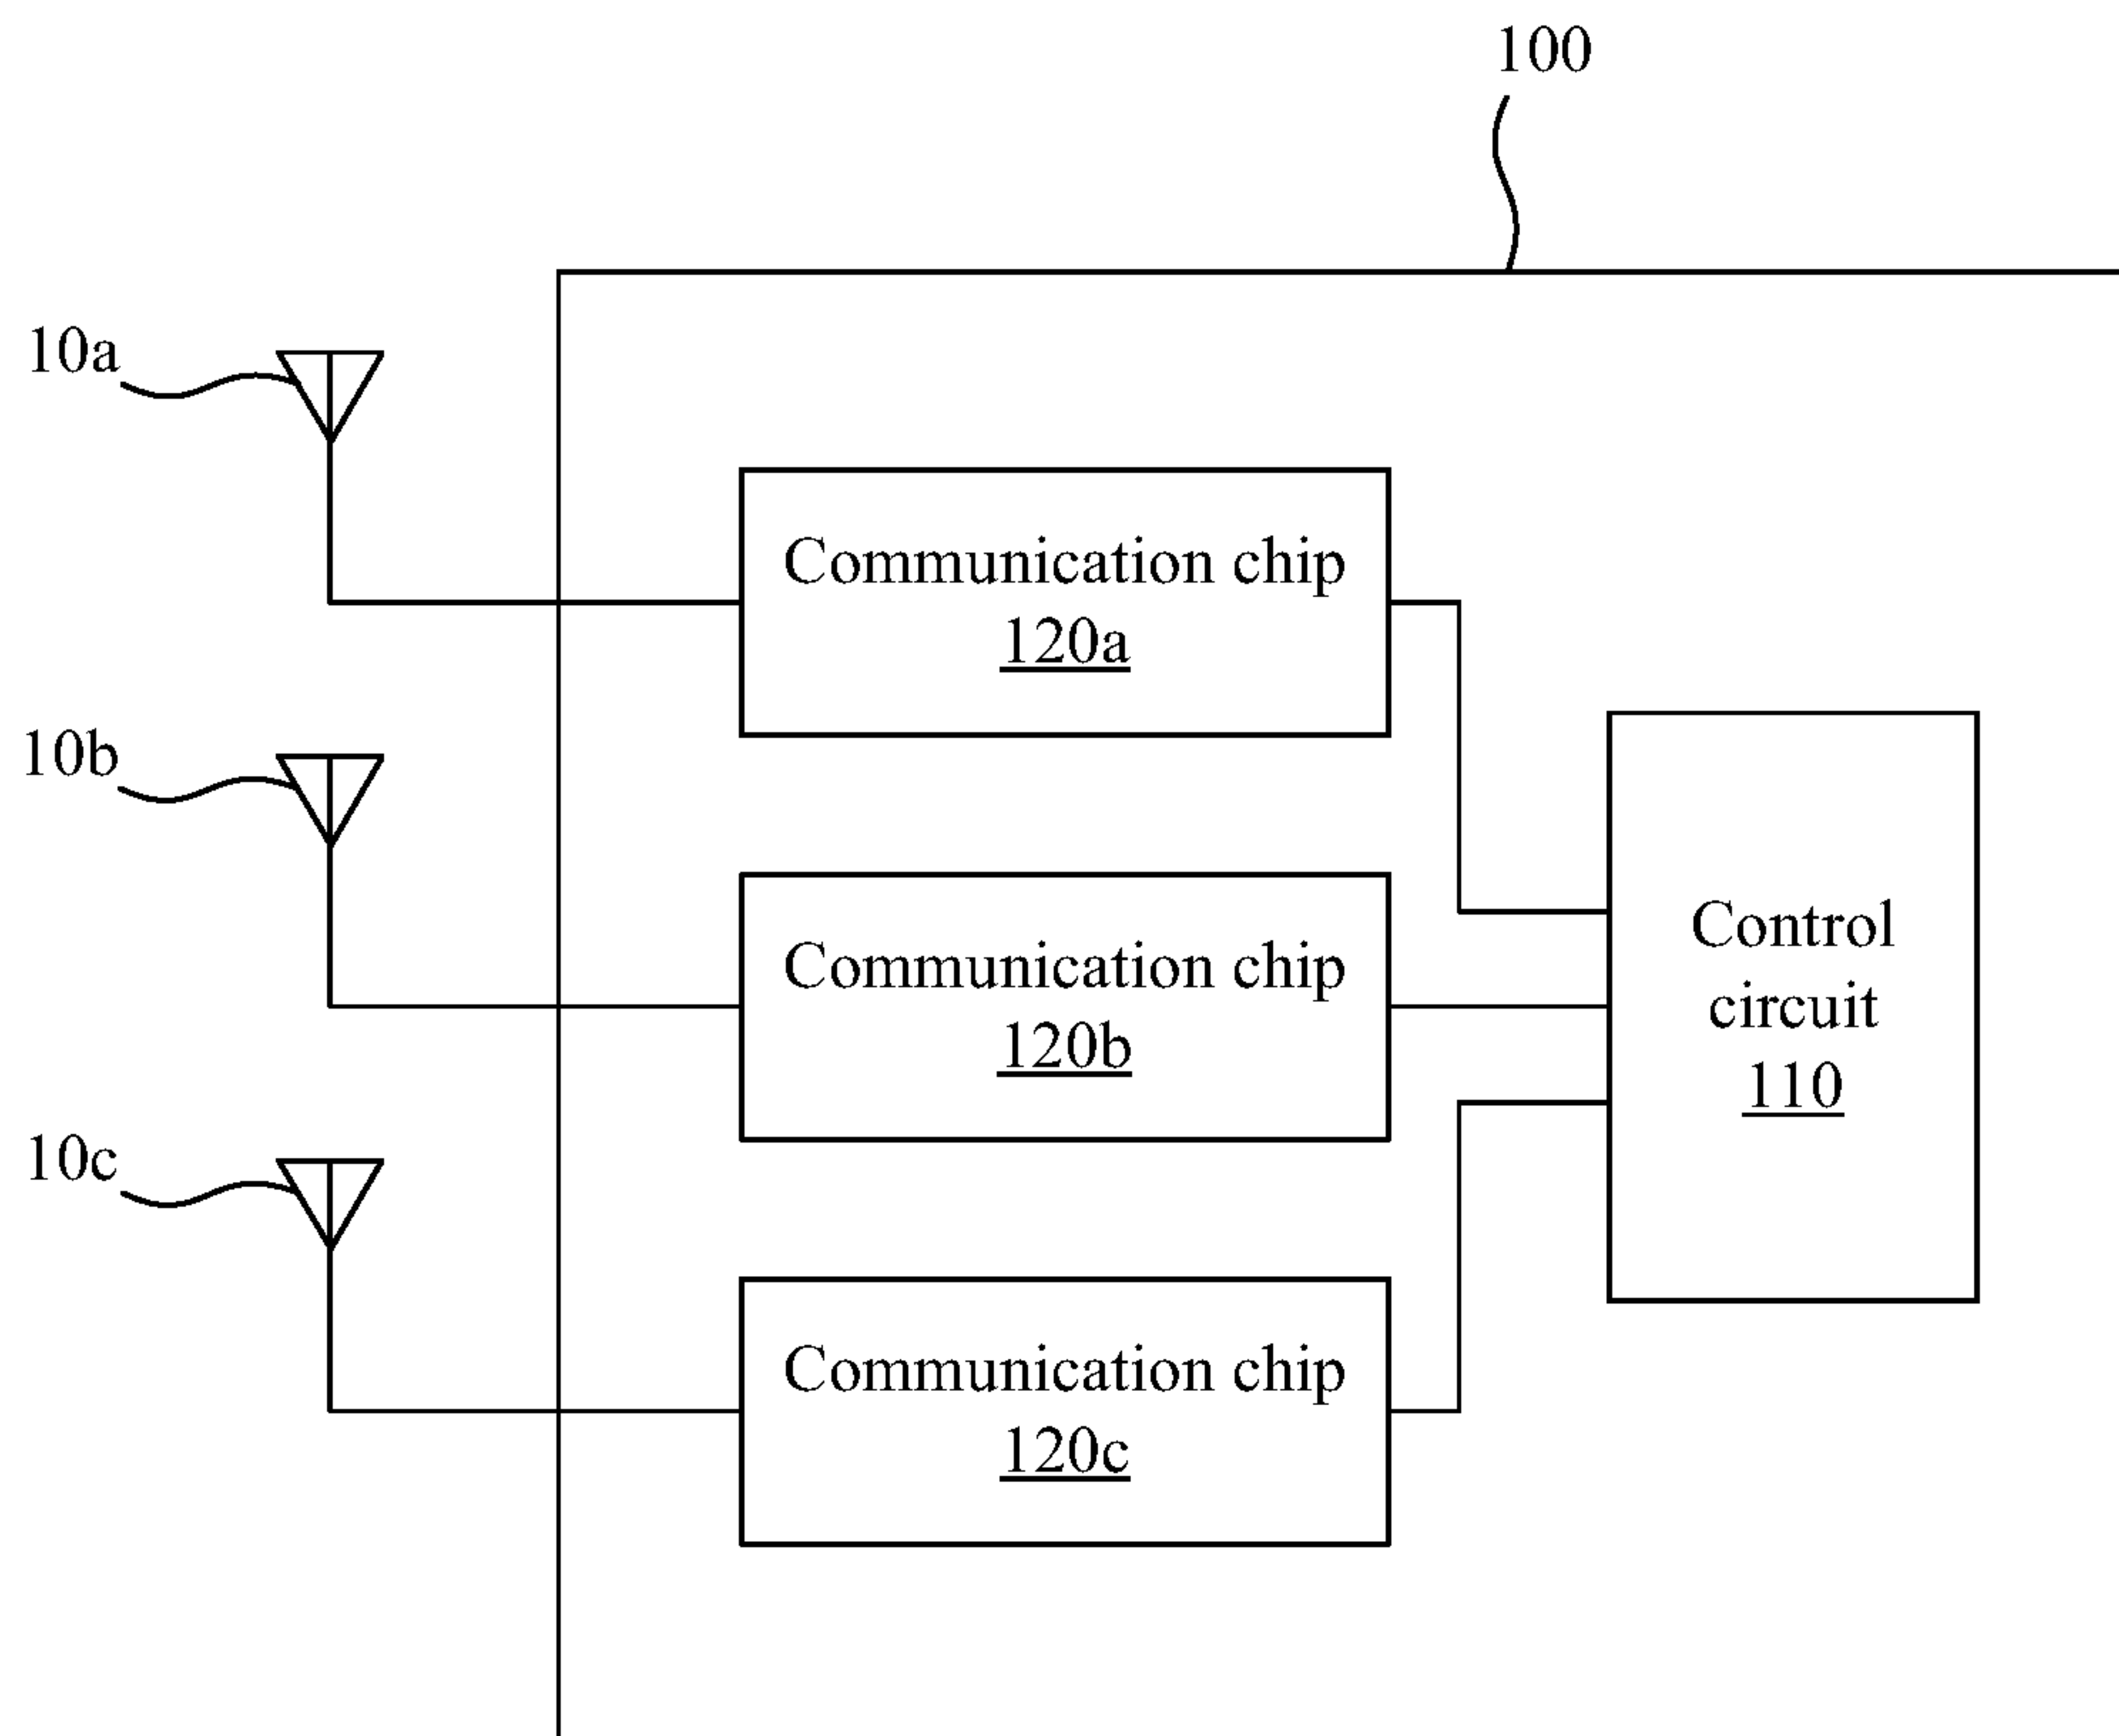 100
10a
Communication chip
120a
10b
Communication chip
120b
Control
circuit
110
10c
Communication chip
120c